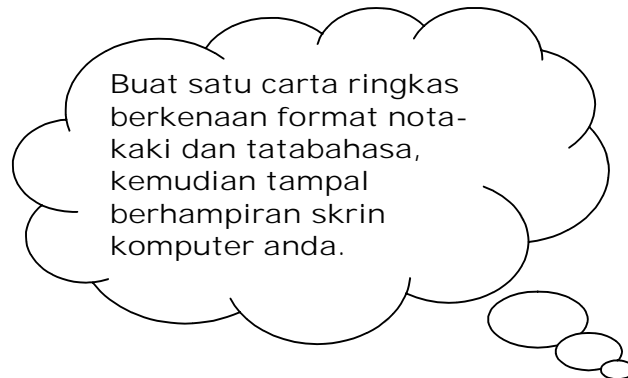 Buat satu carta ringkas
berkenaan format nota-
kaki dan tatabahasa,
kemudian tampal
berhampiran skrin
komputer anda.